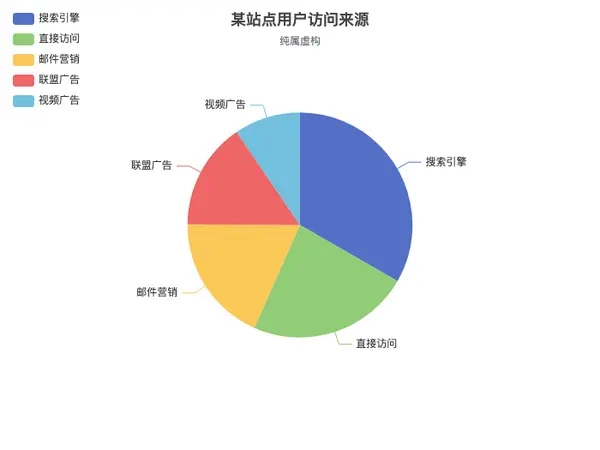 某站点用户访问来源
纯属虚构
搜索引擎
直接访问
邮件营销
联盟广告
视频广告
视频广告
搜索引擎
联盟广告
邮件营销
直接访问